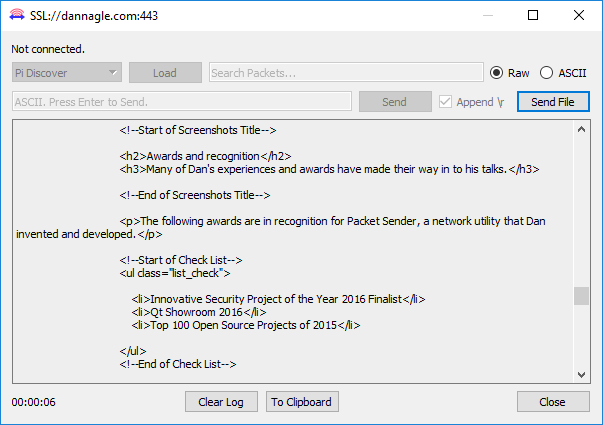 SSL://dannagle.com:443
Not connected.
Pi Discover Load Search Packets... Raw ASCII
ASCII. Press Enter to Send. Send Append \r Send File
<!--Start of Screenshots Title-->
<h2>Awards and recognition</h2>
<h3>Many of Dan's experiences and awards have made their way in to his talks.</h3>
<!--End of Screenshots Title-->
<p>The following awards are in recognition for Packet Sender, a network utility that Dan
invented and developed.</p>
<!--Start of Check List-->
<ul class="list_check">
<li>Innovative Security Project of the Year 2016 Finalist</li>
<li>Qt Showroom 2016</li>
<li>Top 100 Open Source Projects of 2015</li>
</ul>
<!--End of Check List-->
00:00:06 Clear Log To Clipboard Close